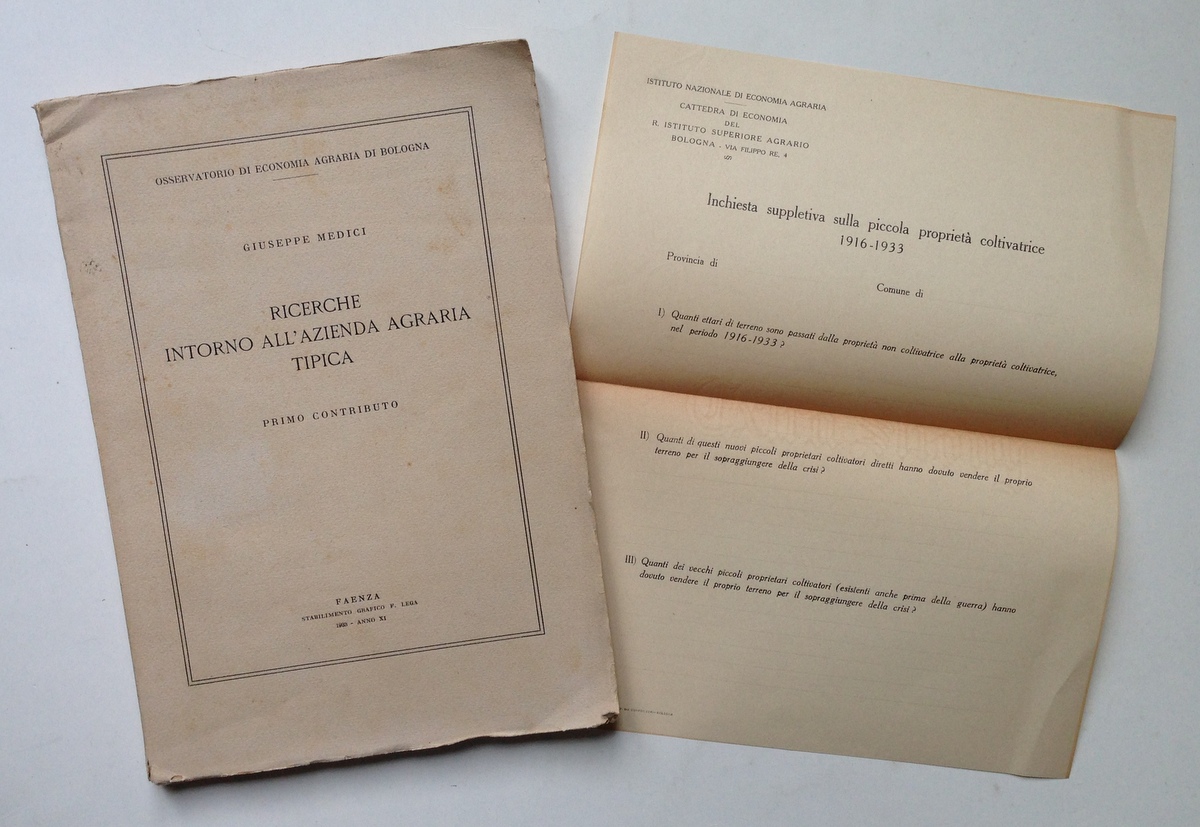 OSSERVATORIO DI ECONOMIA AGRARIA DI BOLOGNA
GIUSEPPE MEDICI
RICERCHE
INTORNO ALL'AZIENDA AGRARIA
TIPICA
PRIMO CONTRIBUTO
FAENZA
STABILIMENTO GRAFICO F. LEGA
1933 - ANNO XI
ISTITUTO NAZIONALE DI ECONOMIA AGRARIA
CATTEDRA DI ECONOMIA
DEL
R. ISTITUTO SUPERIORE AGRARIO
BOLOGNA - VIA FILIPPO RE, 4
Inchiesta suppletiva sulla piccola proprietà coltivatrice
1916-1933
Provincia di
Comune di
I) Quanti ettari di terreno sono passati dalla proprietà non coltivatrice alla proprietà coltivatrice,
nel periodo 1916-1933 ?
II) Quanti di questi nuovi piccoli proprietari coltivatori diretti hanno dovuto vendere il proprio
terreno per il sopraggiungere della crisi ?
III) Quanti dei vecchi piccoli proprietari coltivatori (esistenti anche prima della guerra) hanno
dovuto vendere il proprio terreno per il sopraggiungere della crisi ?